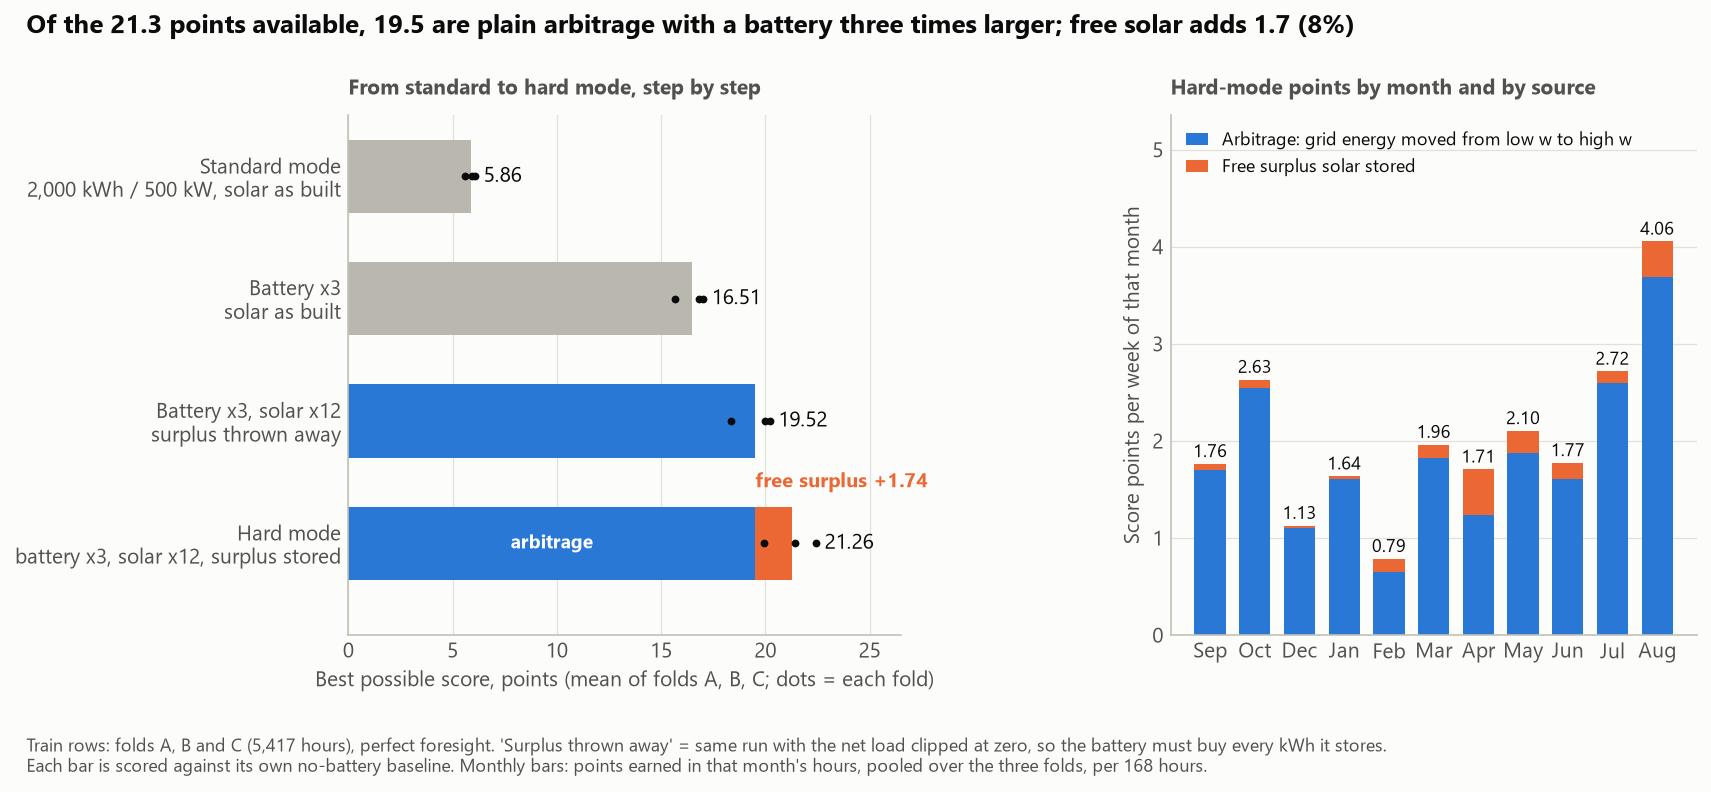 Of the 21.3 points available, 19.5 are plain arbitrage with a battery three times larger; free solar adds 1.7 (8%)
From standard to hard mode, step by step
Standard mode
2,000 kWh / 500 kW, solar as built
5.86
Battery x3
solar as built
16.51
Battery x3, solar x12
surplus thrown away
19.52
free surplus +1.74
Hard mode
battery x3, solar x12, surplus stored
arbitrage
21.26
0 5 10 15 20 25
Best possible score, points (mean of folds A, B, C; dots = each fold)
Hard-mode points by month and by source
Arbitrage: grid energy moved from low w to high w
Free surplus solar stored
Score points per week of that month
5
4
3
2
1
0
1.76 2.63 1.13 1.64 0.79 1.96 1.71 2.10 1.77 2.72 4.06
Sep Oct Dec Jan Feb Mar Apr May Jun Jul Aug
Train rows: folds A, B and C (5,417 hours), perfect foresight. 'Surplus thrown away' = same run with the net load clipped at zero, so the battery must buy every kWh it stores.
Each bar is scored against its own no-battery baseline. Monthly bars: points earned in that month's hours, pooled over the three folds, per 168 hours.